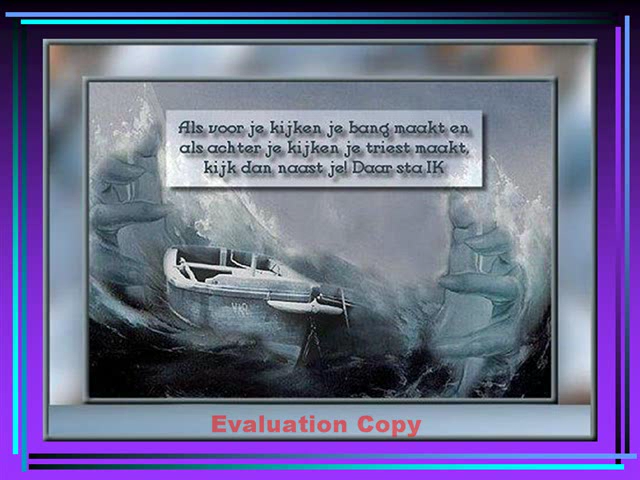 Als voor je kijken je bang maakt en
als achter je kijken je triest maakt,
kijk dan naast je! Daar sta IK
Evaluation Copy